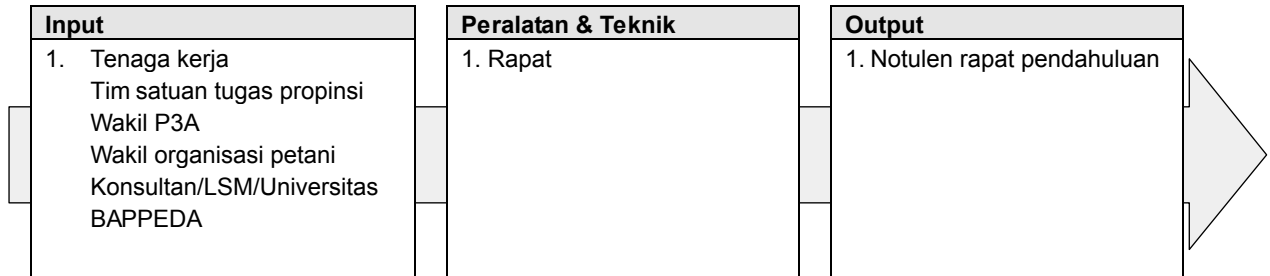 Input
1. Tenaga kerja
Tim satuan tugas propinsi
Wakil P3A
Wakil organisasi petani
Konsultan/LSM/Universitas
BAPPEDA
Peralatan & Teknik
1. Rapat
Output
1. Notulen rapat pendahuluan